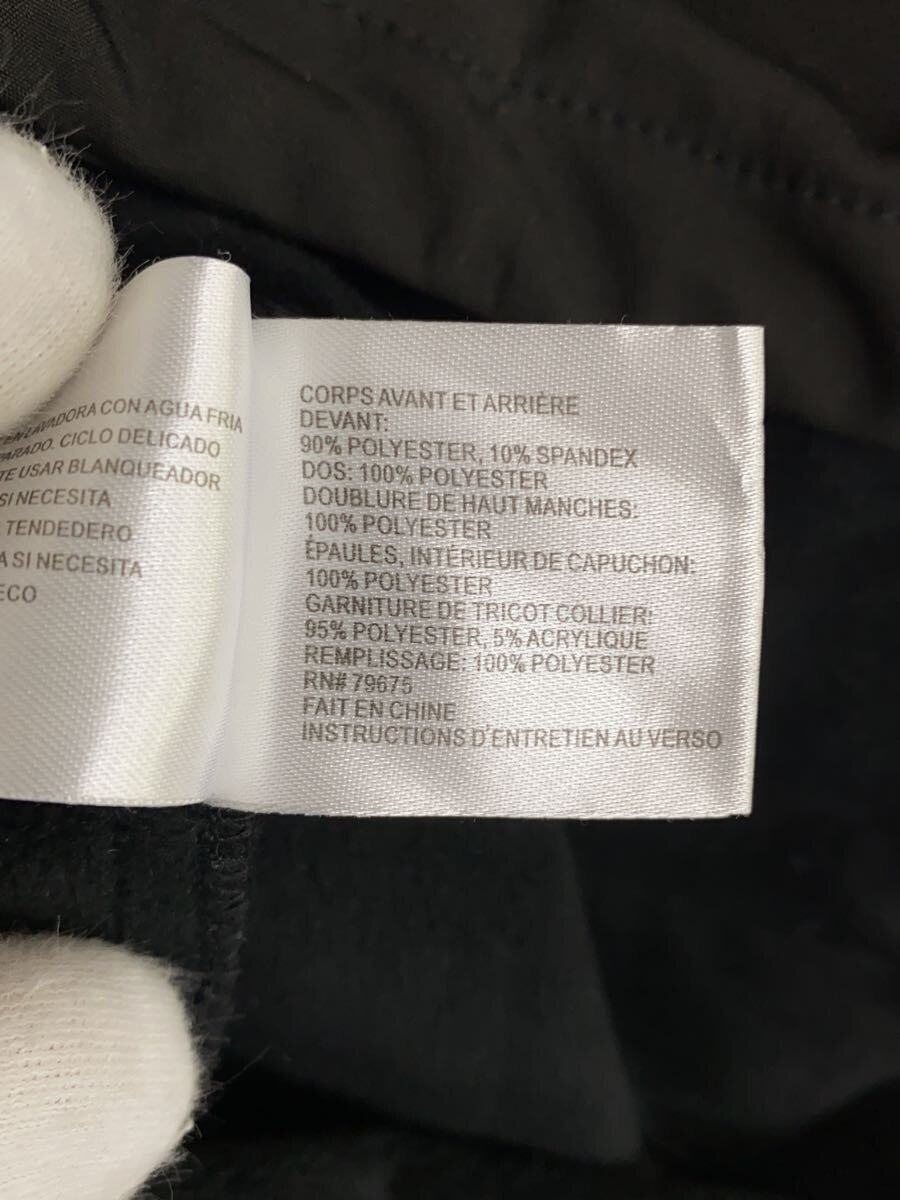 EN LAVADORA CON AGUA FRIA
CICLO DELICADO
USAR BLANQUEADOR
SI NECESITA
TENDEDERO
A SI NECESITA
CORPS AVANT ET ARRIÈRE
DEVANT:
90% POLYESTER, 10% SPANDEX
DOS: 100% POLYESTER
DOUBLURE DE HAUT MANCHES:
100% POLYESTER
ÉPAULES, INTÉRIEUR DE CAPUCHON:
100% POLYESTER
GARNITURE DE TRICOT COLLIER:
95% POLYESTER, 5% ACRYLIQUE
REMPLISSAGE: 100% POLYESTER
RN# 79675
FAIT EN CHINE
INSTRUCTIONS D'ENTRETIEN AU VERSO